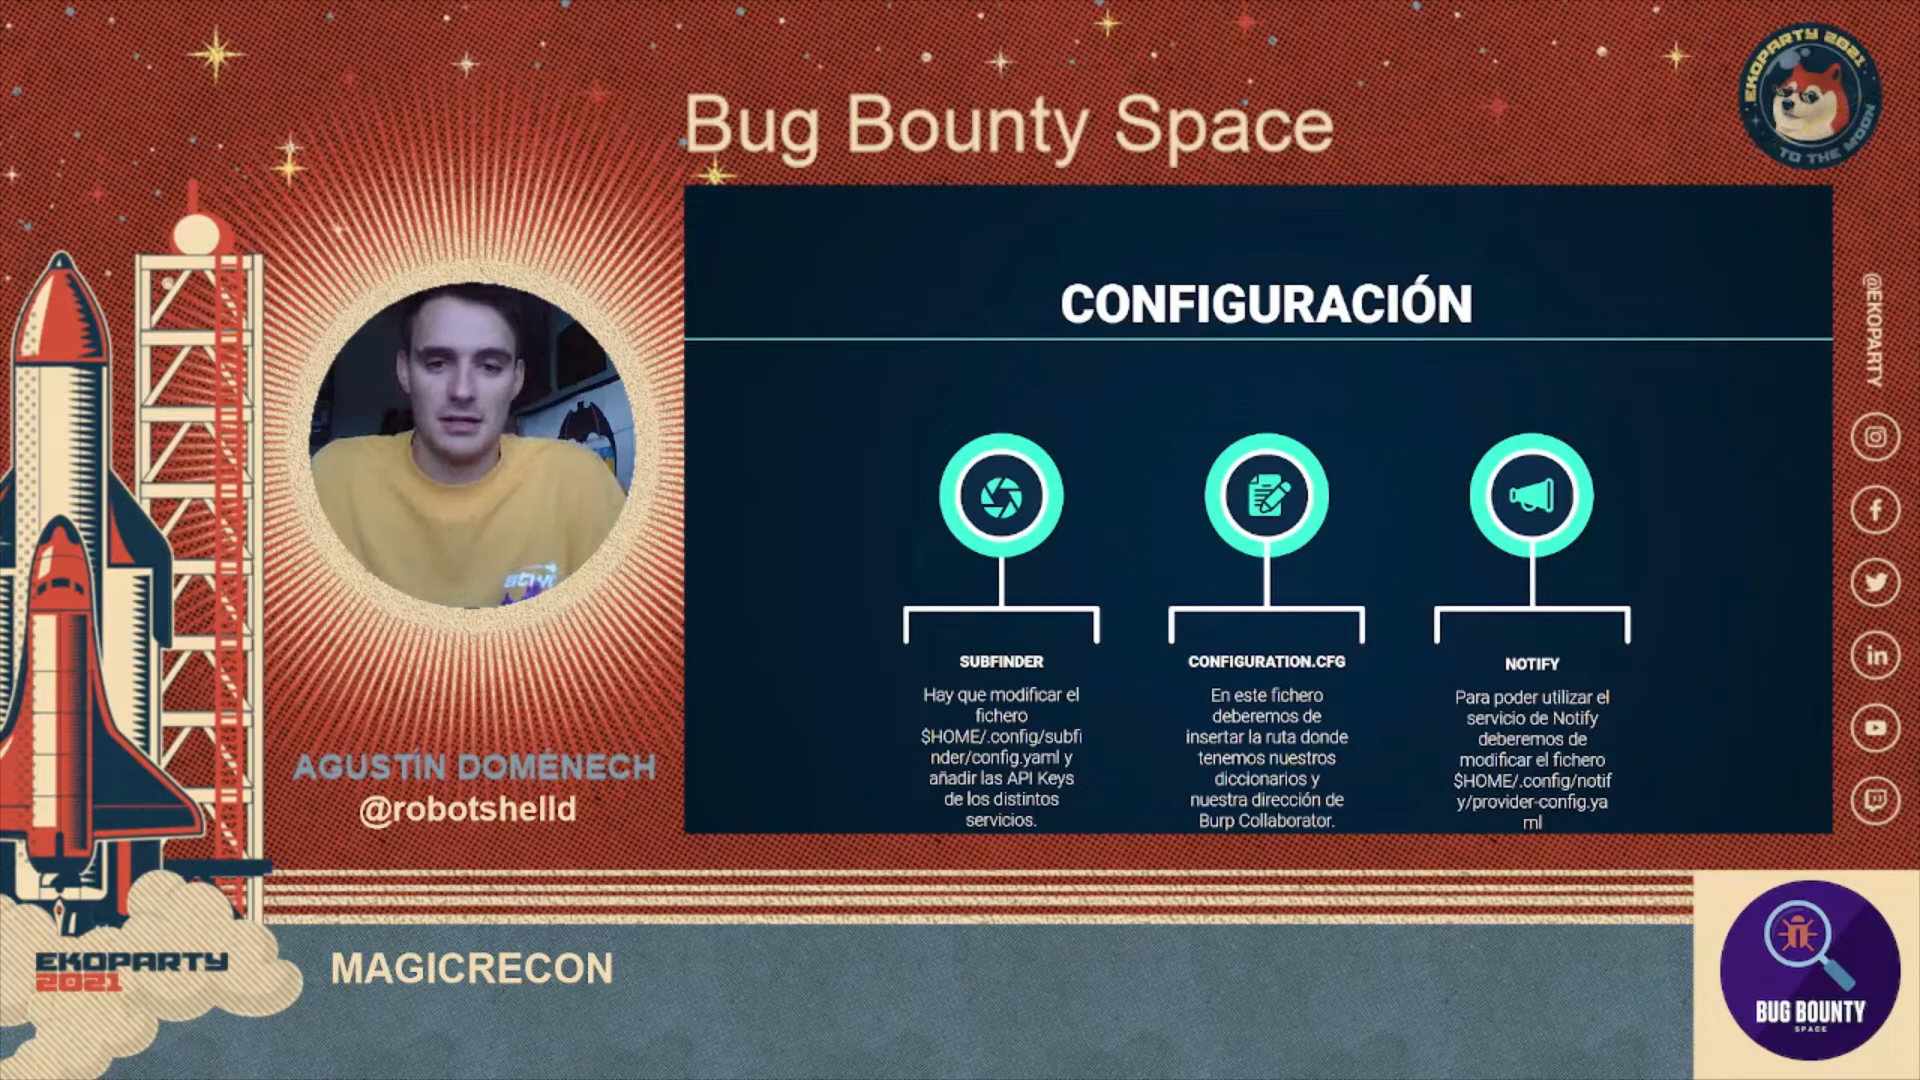 Bug Bounty Space
EKOPARTY 2021
TO THE MOON
CONFIGURACIÓN
SUBFINDER
Hay que modificar el
fichero
$HOME/.config/subfi
nder/config.yaml y
añadir las API Keys
de los distintos
servicios.
CONFIGURATION.CFG
En este fichero
deberemos de
insertar la ruta donde
tenemos nuestros
diccionarios y
nuestra dirección de
Burp Collaborator.
NOTIFY
Para poder utilizar el
servicio de Notify
deberemos de
modificar el fichero
$HOME/.config/notif
y/provider-config.ya
ml
@EKOPARTY
AGUSTÍN DOMÉNECH
@robotshelld
EKOPARTY
2021
MAGICRECON
BUG BOUNTY
SPACE